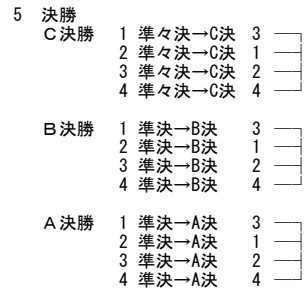 5 決勝
C決勝 1 準々決→C決 3
2 準々決→C決 1
3 準々決→C決 2
4 準々決→C決 4
B決勝 1 準決→B決 3
2 準決→B決 1
3 準決→B決 2
4 準決→B決 4
A決勝 1 準決→A決 3
2 準決→A決 1
3 準決→A決 2
4 準決→A決 4